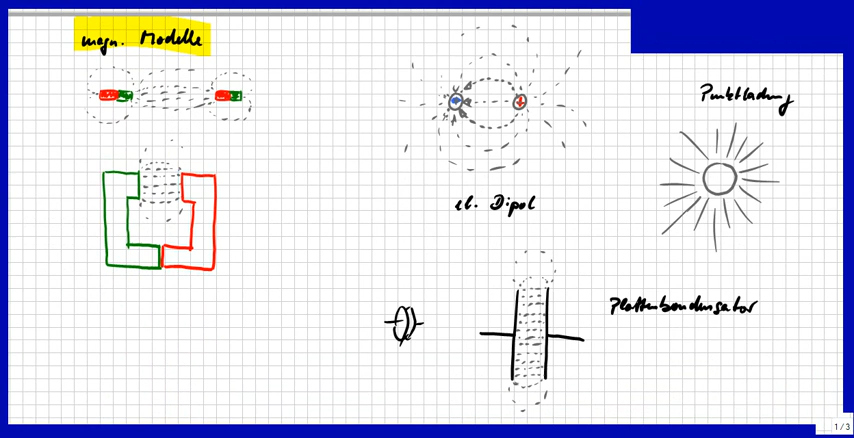 magn. Modelle
Punktladung
-
+
el. Dipol
Plattenkondensator
1 / 3